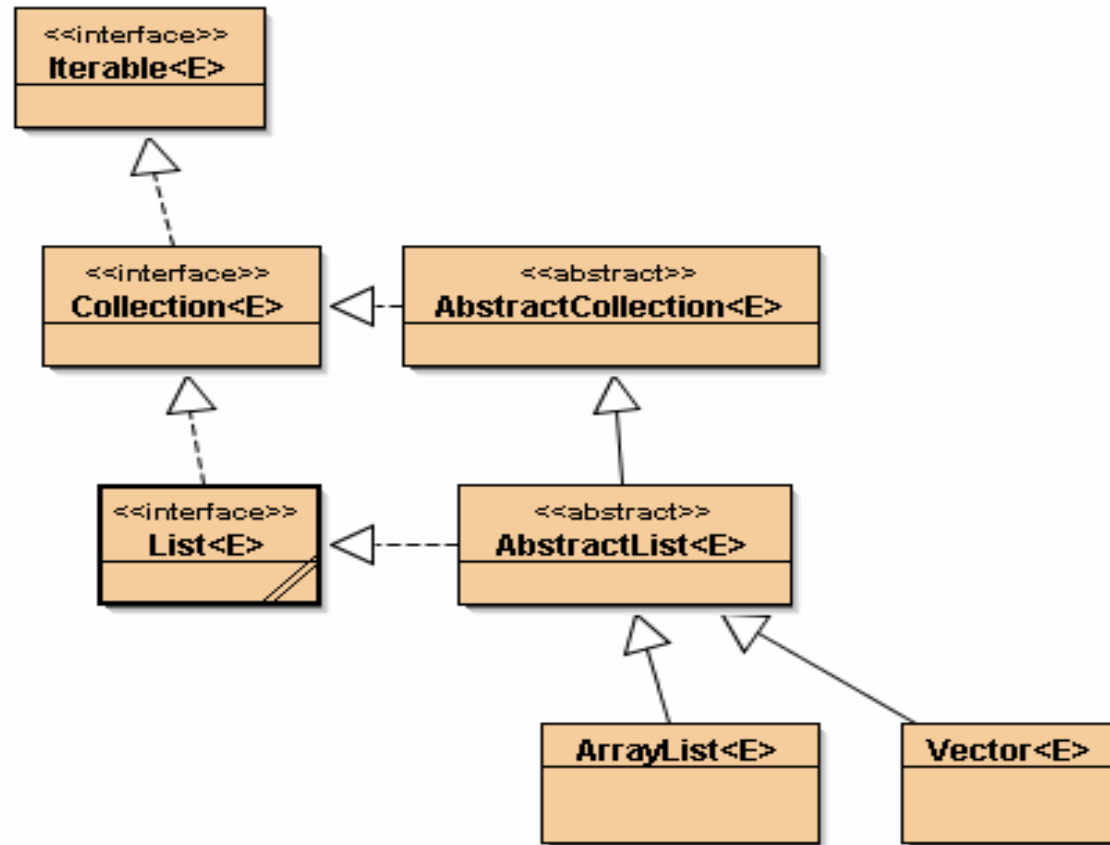 <<interface>>
Iterable<E>
<<interface>>
Collection<E>
<<abstract>>
AbstractCollection<E>
<<interface>>
List<E>
<<abstract>>
AbstractList<E>
ArrayList<E>
Vector<E>